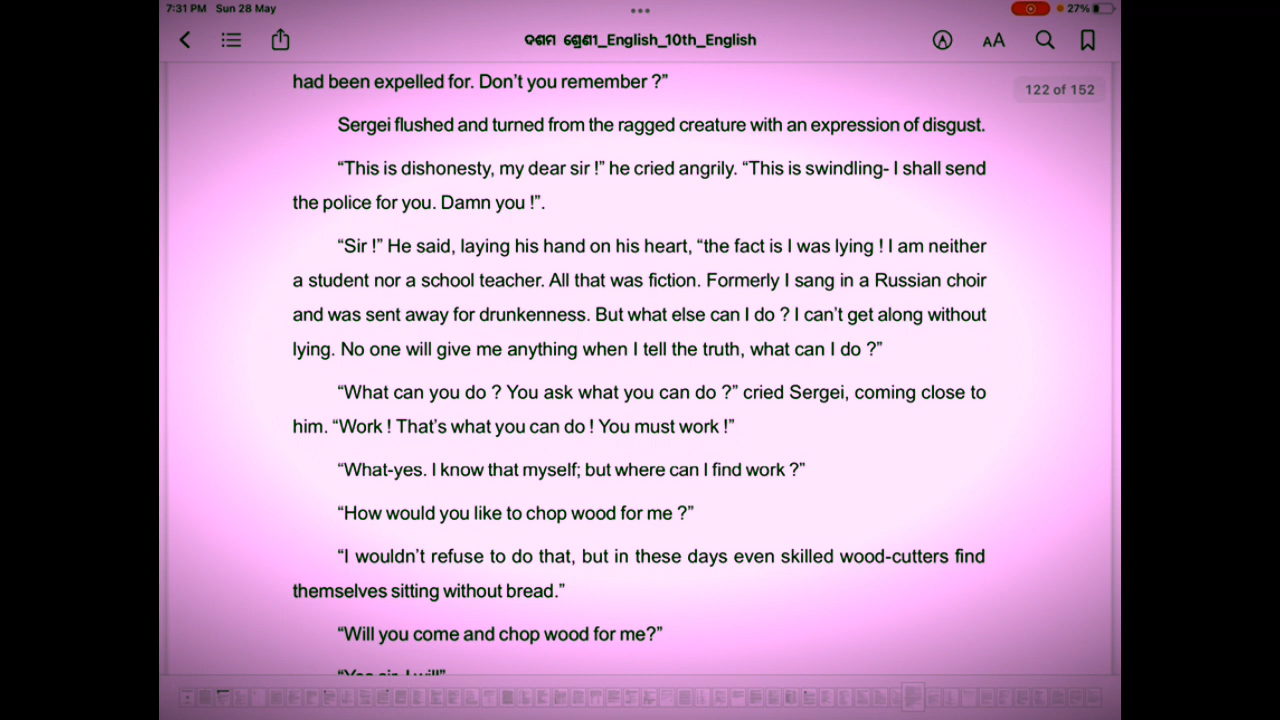 7:31 PM Sun 28 May
27%
ଦଶମ ଶ୍ରେଣୀ_English_10th_English
AA
122 of 152
had been expelled for. Don't you remember ?”
Sergei flushed and turned from the ragged creature with an expression of disgust.
“This is dishonesty, my dear sir !” he cried angrily. “This is swindling- I shall send
the police for you. Damn you !”.
“Sir !” He said, laying his hand on his heart, “the fact is I was lying ! I am neither
a student nor a school teacher. All that was fiction. Formerly I sang in a Russian choir
and was sent away for drunkenness. But what else can I do ? I can't get along without
lying. No one will give me anything when I tell the truth, what can I do ?”
“What can you do ? You ask what you can do ?” cried Sergei, coming close to
him. “Work ! That's what you can do ! You must work !”
“What-yes. I know that myself; but where can I find work ?”
“How would you like to chop wood for me ?”
“I wouldn't refuse to do that, but in these days even skilled wood-cutters find
themselves sitting without bread.”
“Will you come and chop wood for me?”
“Yes sir, I will”